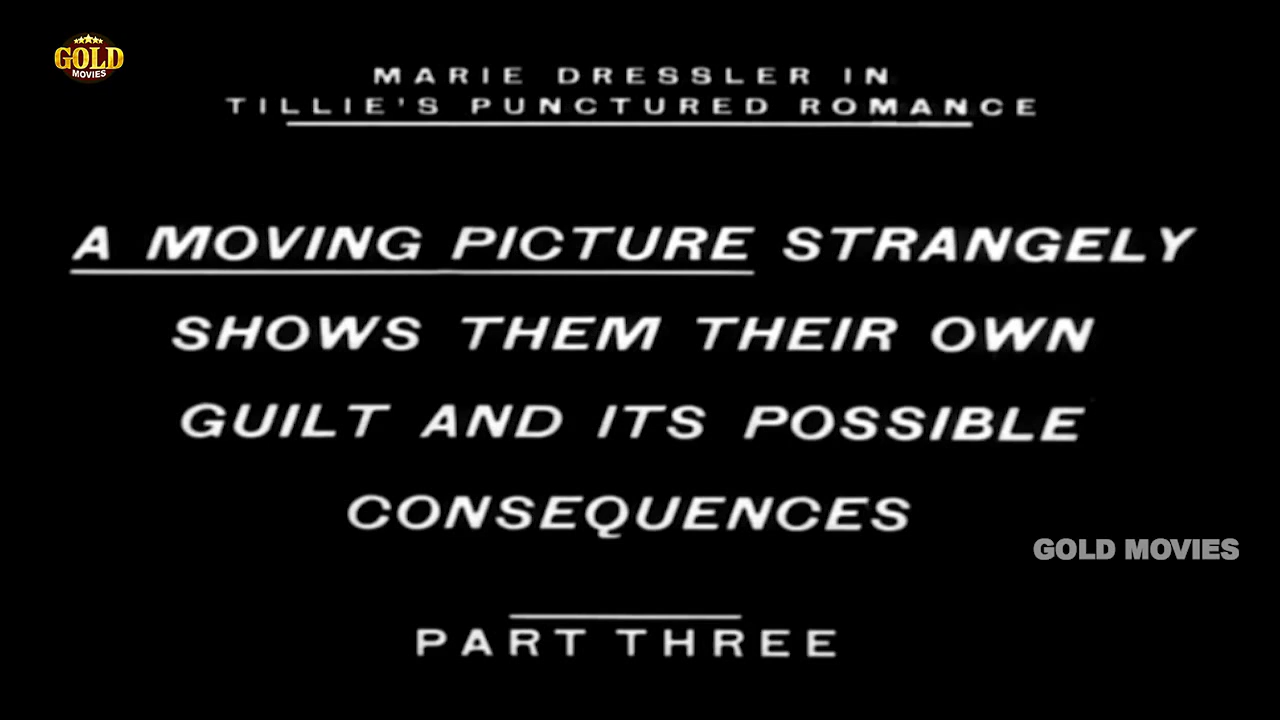 GOLD
MOVIES
MARIE DRESSLER IN
TILLIE'S PUNCTURED ROMANCE
A MOVING PICTURE STRANGELY
SHOWS THEM THEIR OWN
GUILT AND ITS POSSIBLE
CONSEQUENCES
GOLD MOVIES
PART THREE